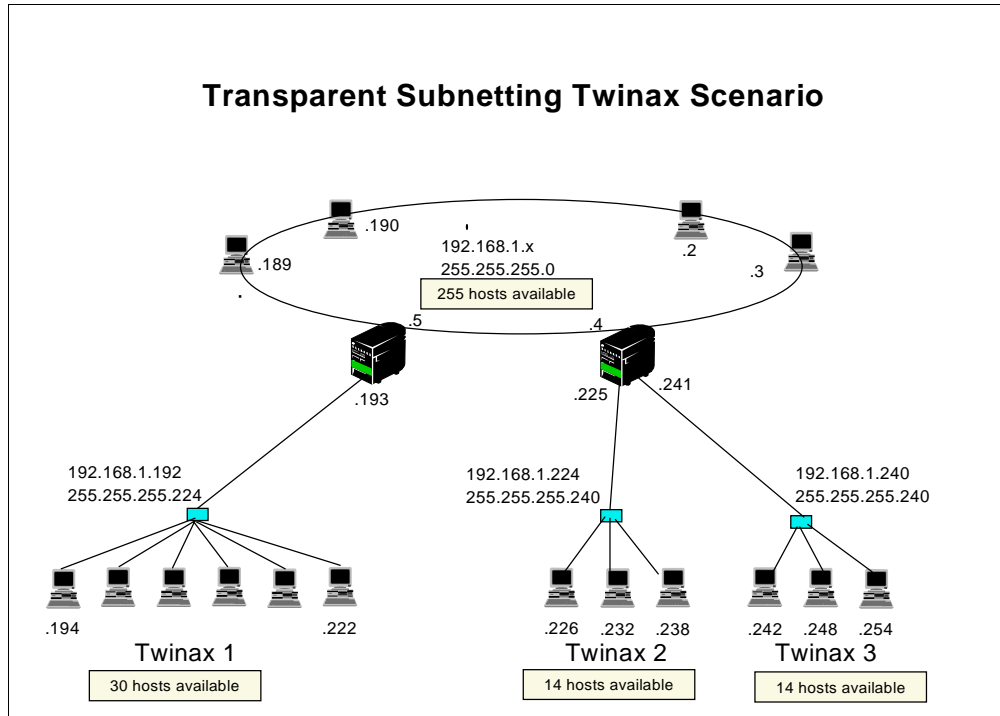 Transparent Subnetting Twinax Scenario
.190
.189
192.168.1.x
255.255.255.0
255 hosts available
.2
.3
.5
.4
.193
.225
.241
192.168.1.192
255.255.255.224
192.168.1.224
255.255.255.240
192.168.1.240
255.255.255.240
.194
.222
.226
.232
.238
.242
.248
.254
Twinax 1
Twinax 2
Twinax 3
30 hosts available
14 hosts available
14 hosts available